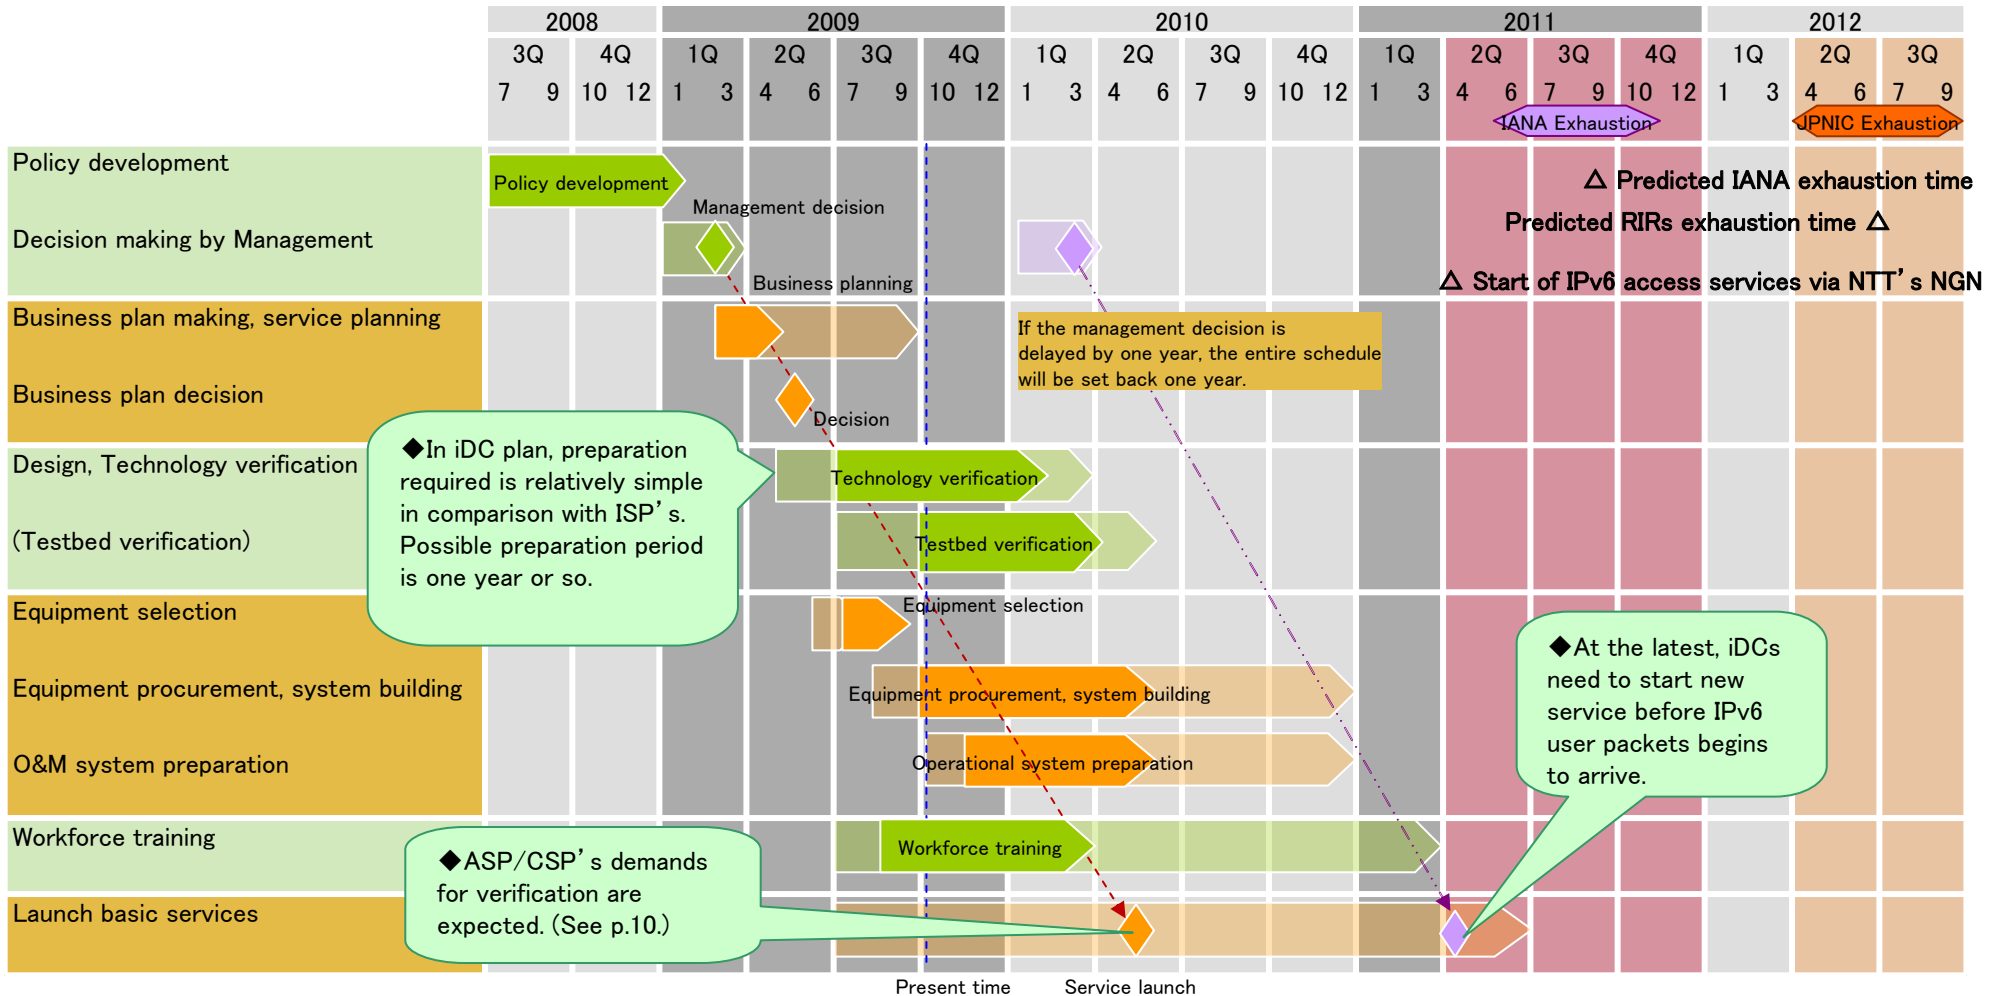 2008 2009 2010 2011 2012
3Q 4Q 1Q 2Q 3Q 4Q 1Q 2Q 3Q 4Q 1Q 2Q 3Q 4Q 1Q 2Q 3Q
7 9 10 12 1 3 4 6 7 9 10 12 1 3 4 6 7 9 10 12 1 3 4 6 7 9 10 12 1 3 4 6 7 9
IANA Exhaustion JPNIC Exhaustion
Policy development
Policy development
△ Predicted IANA exhaustion time
Management decision
Predicted RIRs exhaustion time △
Decision making by Management
Business planning
△ Start of IPv6 access services via NTT's NGN
Business plan making, service planning
If the management decision is
delayed by one year, the entire schedule
will be set back one year.
Business plan decision
Decision
◆In iDC plan, preparation
required is relatively simple
in comparison with ISP's.
Possible preparation period
is one year or so.
Design, Technology verification
Technology verification
(Testbed verification)
Testbed verification
Equipment selection
Equipment selection
◆At the latest, iDCs
need to start new
service before IPv6
user packets begins
to arrive.
Equipment procurement, system building
Equipment procurement, system building
O&M system preparation
Operational system preparation
Workforce training
Workforce training
◆ASP/CSP's demands
for verification are
expected. (See p.10.)
Launch basic services
Present time
Service launch